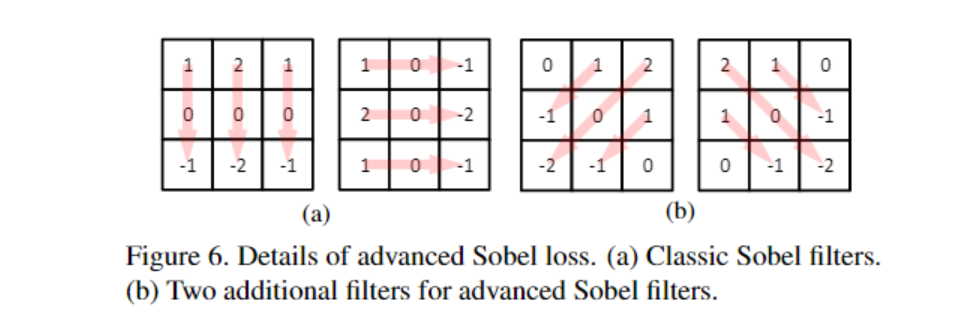 1 2 1 1 0 -1 0 1 2 2 1 0
0 0 0 2 0 -2 -1 0 1 1 0 -1
-1 -2 -1 1 0 -1 -2 -1 0 0 -1 -2
(a) (b)
Figure 6. Details of advanced Sobel loss. (a) Classic Sobel filters.
(b) Two additional filters for advanced Sobel filters.